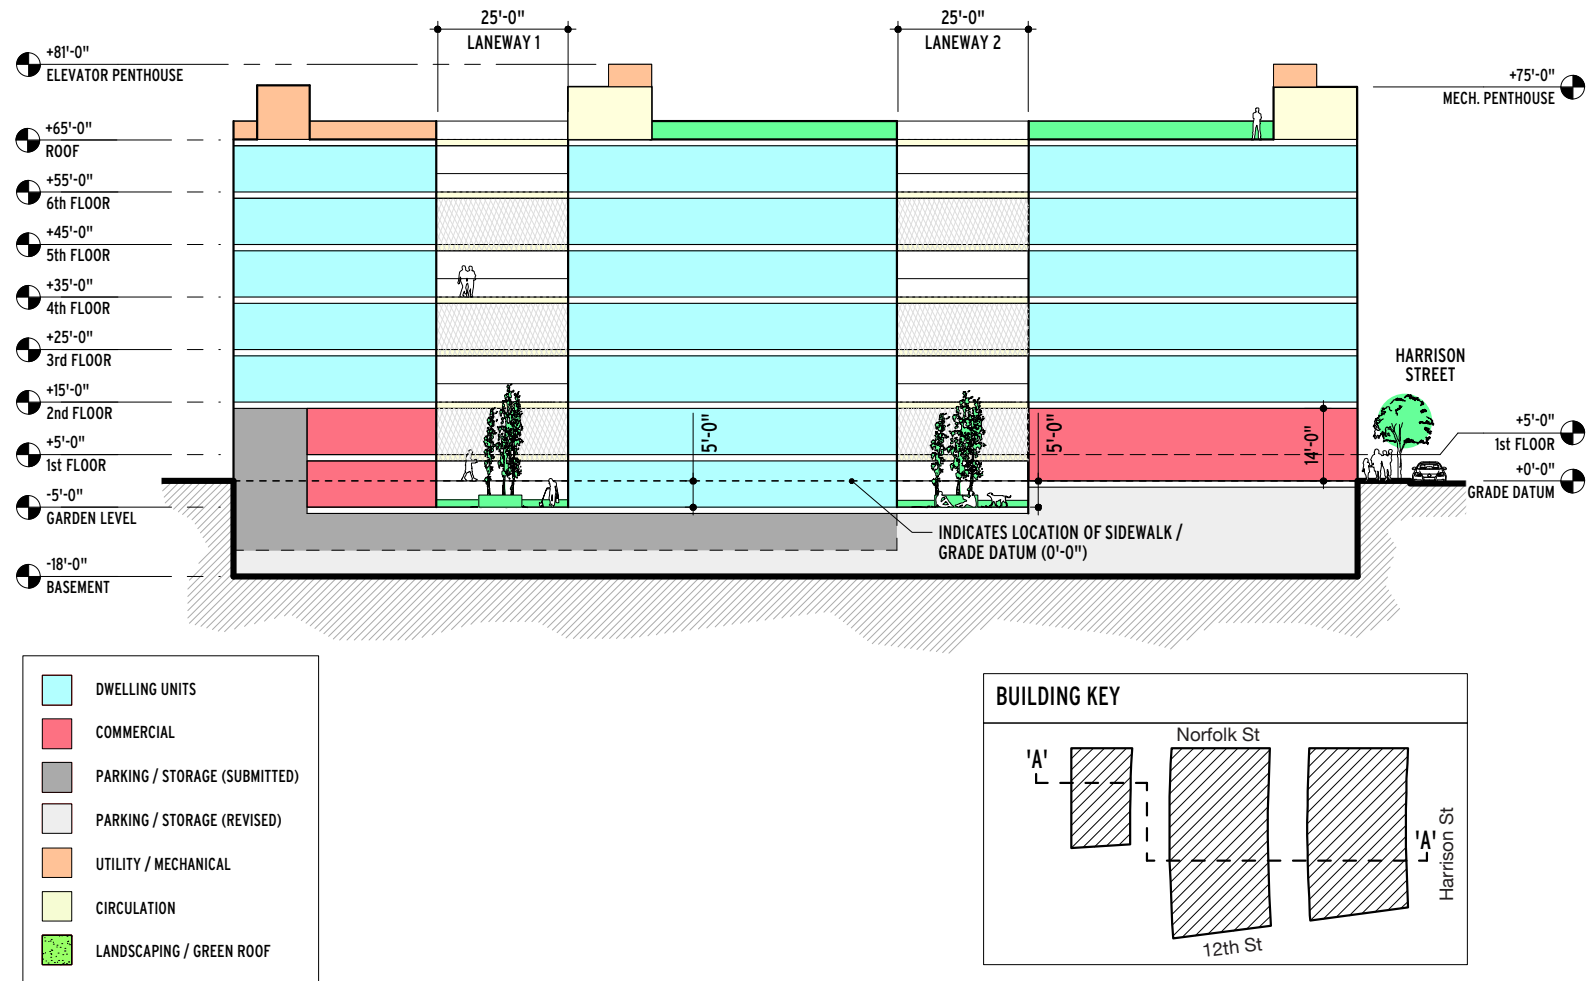 25'-0"
LANEWAY 1
25'-0"
LANEWAY 2
+81'-0"
ELEVATOR PENTHOUSE
+75'-0"
MECH. PENTHOUSE
+65'-0"
ROOF
+55'-0"
6th FLOOR
+45'-0"
5th FLOOR
+35'-0"
4th FLOOR
+25'-0"
3rd FLOOR
+15'-0"
2nd FLOOR
+5'-0"
1st FLOOR
-5'-0"
GARDEN LEVEL
-18'-0"
BASEMENT
5'-0"
5'-0"
14'-0"
HARRISON
STREET
+5'-0"
1st FLOOR
+0'-0"
GRADE DATUM
INDICATES LOCATION OF SIDEWALK /
GRADE DATUM (0'-0")
DWELLING UNITS
COMMERCIAL
PARKING / STORAGE (SUBMITTED)
PARKING / STORAGE (REVISED)
UTILITY / MECHANICAL
CIRCULATION
LANDSCAPING / GREEN ROOF
BUILDING KEY
Norfolk St
'A'
'A'
Harrison St
12th St